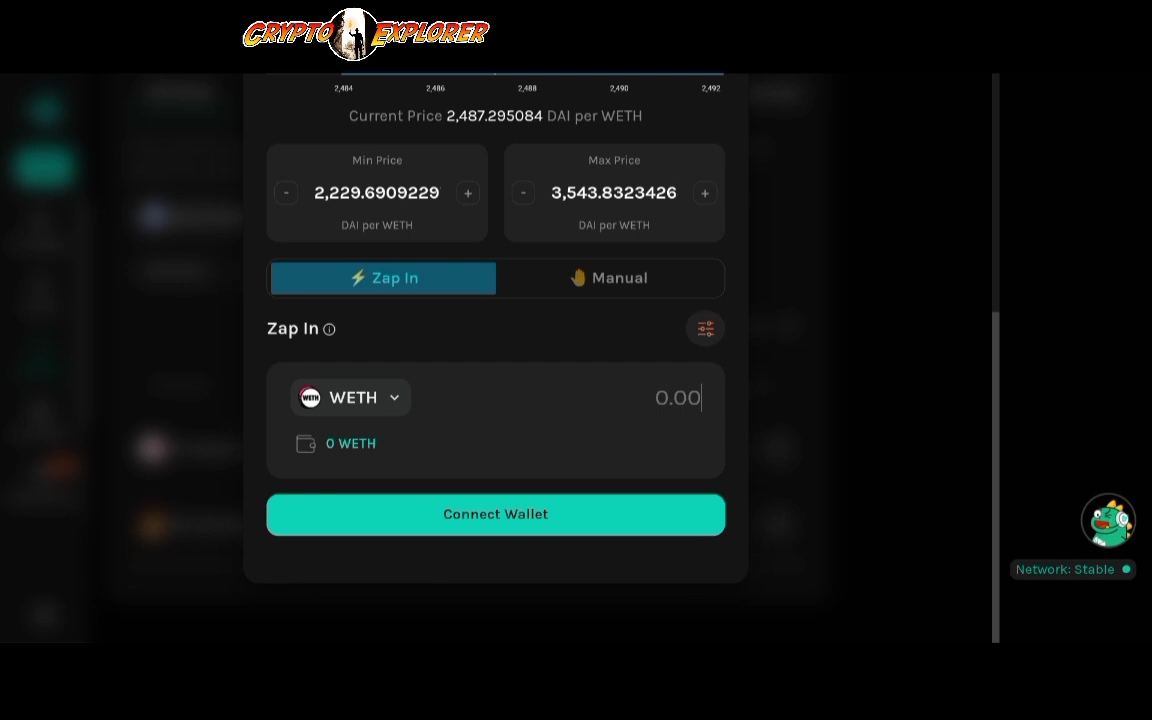 CRYPTO EXPLORER
2,484 2,486 2,488 2,490 2,492
Current Price 2,487.295084 DAI per WETH
Min Price Max Price
- 2,229.6909229 + - 3,543.8323426 +
DAI per WETH DAI per WETH
⚡ Zap In 🤚 Manual
Zap In
WETH WETH 0.00
0 WETH
Connect Wallet
Network: Stable